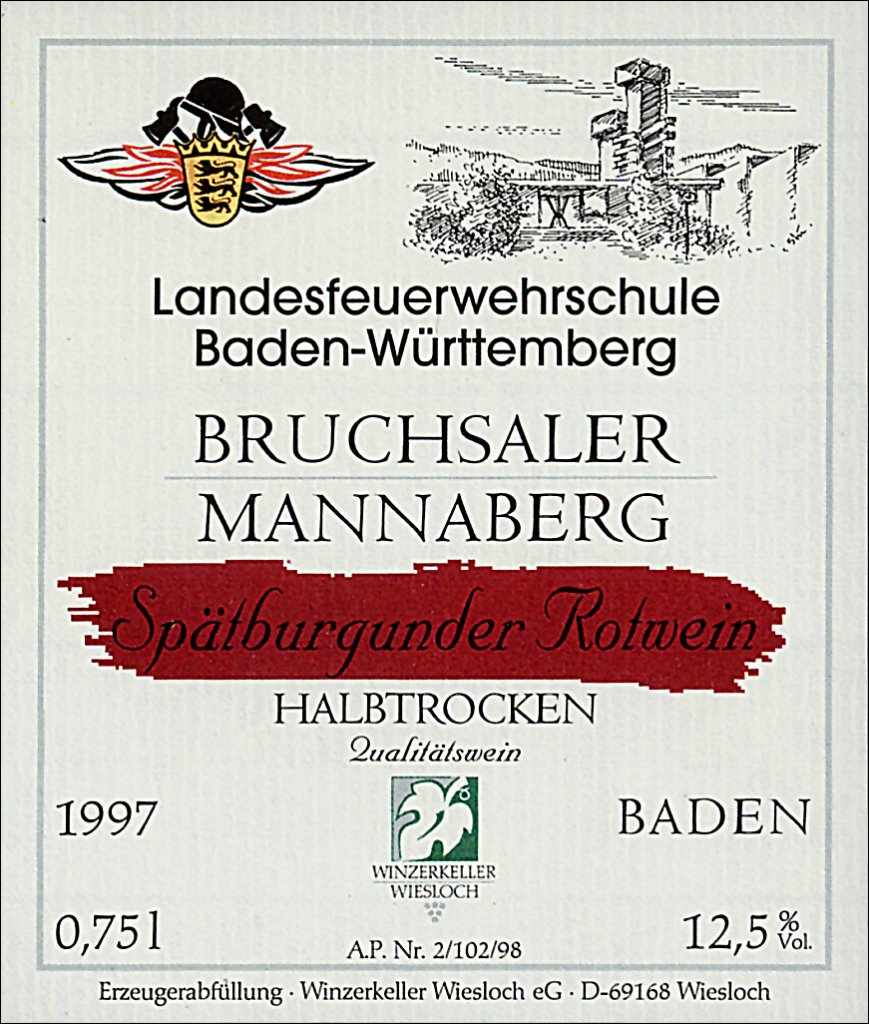 Landesfeuerwehrschule
Baden-Württemberg
BRUCHSALER
MANNABERG
Spätburgunder Rotwein
HALBTROCKEN
Qualitätswein
1997
BADEN
WINZERKELLER
WIESLOCH
0,75 l
A.P. Nr. 2/102/98
12,5 % Vol.
Erzeugerabfüllung · Winzerkeller Wiesloch eG · D-69168 Wiesloch